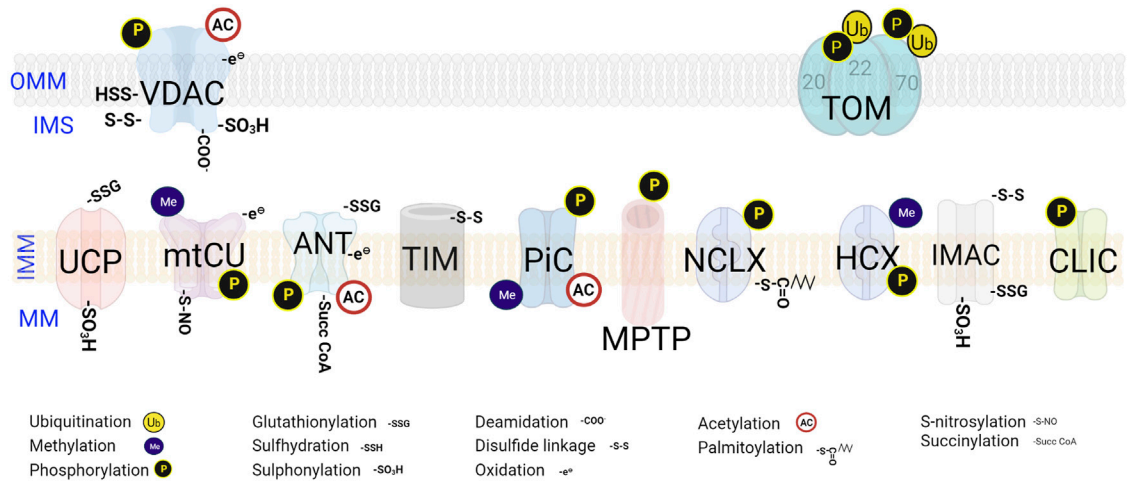 P
AC
-e⊖
OMM
VDAC
HSS-
IMS
S-S-
-SO₃H
-COO⁻
Ub
P
P
Ub
20
22
70
TOM
-SSG
Me
-e⊖
-SSG
-S-S
P
P
P
Me
-S-S
P
IMM
UCP
mtCU
ANT
-e⊖
TIM
PiC
NCLX
HCX
IMAC
CLIC
P
P
AC
Me
AC
-S-C=O
P
-SSG
MM
-SO₃H
-S-NO
-Succ CoA
MPTP
-SO₃H
Ubiquitination Ub
Methylation Me
Phosphorylation P
Glutathionylation -SSG
Sulfhydration -SSH
Sulphonylation -SO₃H
Deamidation -COO⁻
Disulfide linkage -S-S
Oxidation -e⊖
Acetylation AC
Palmitoylation -S-C=O
S-nitrosylation -S-NO
Succinylation -Succ CoA